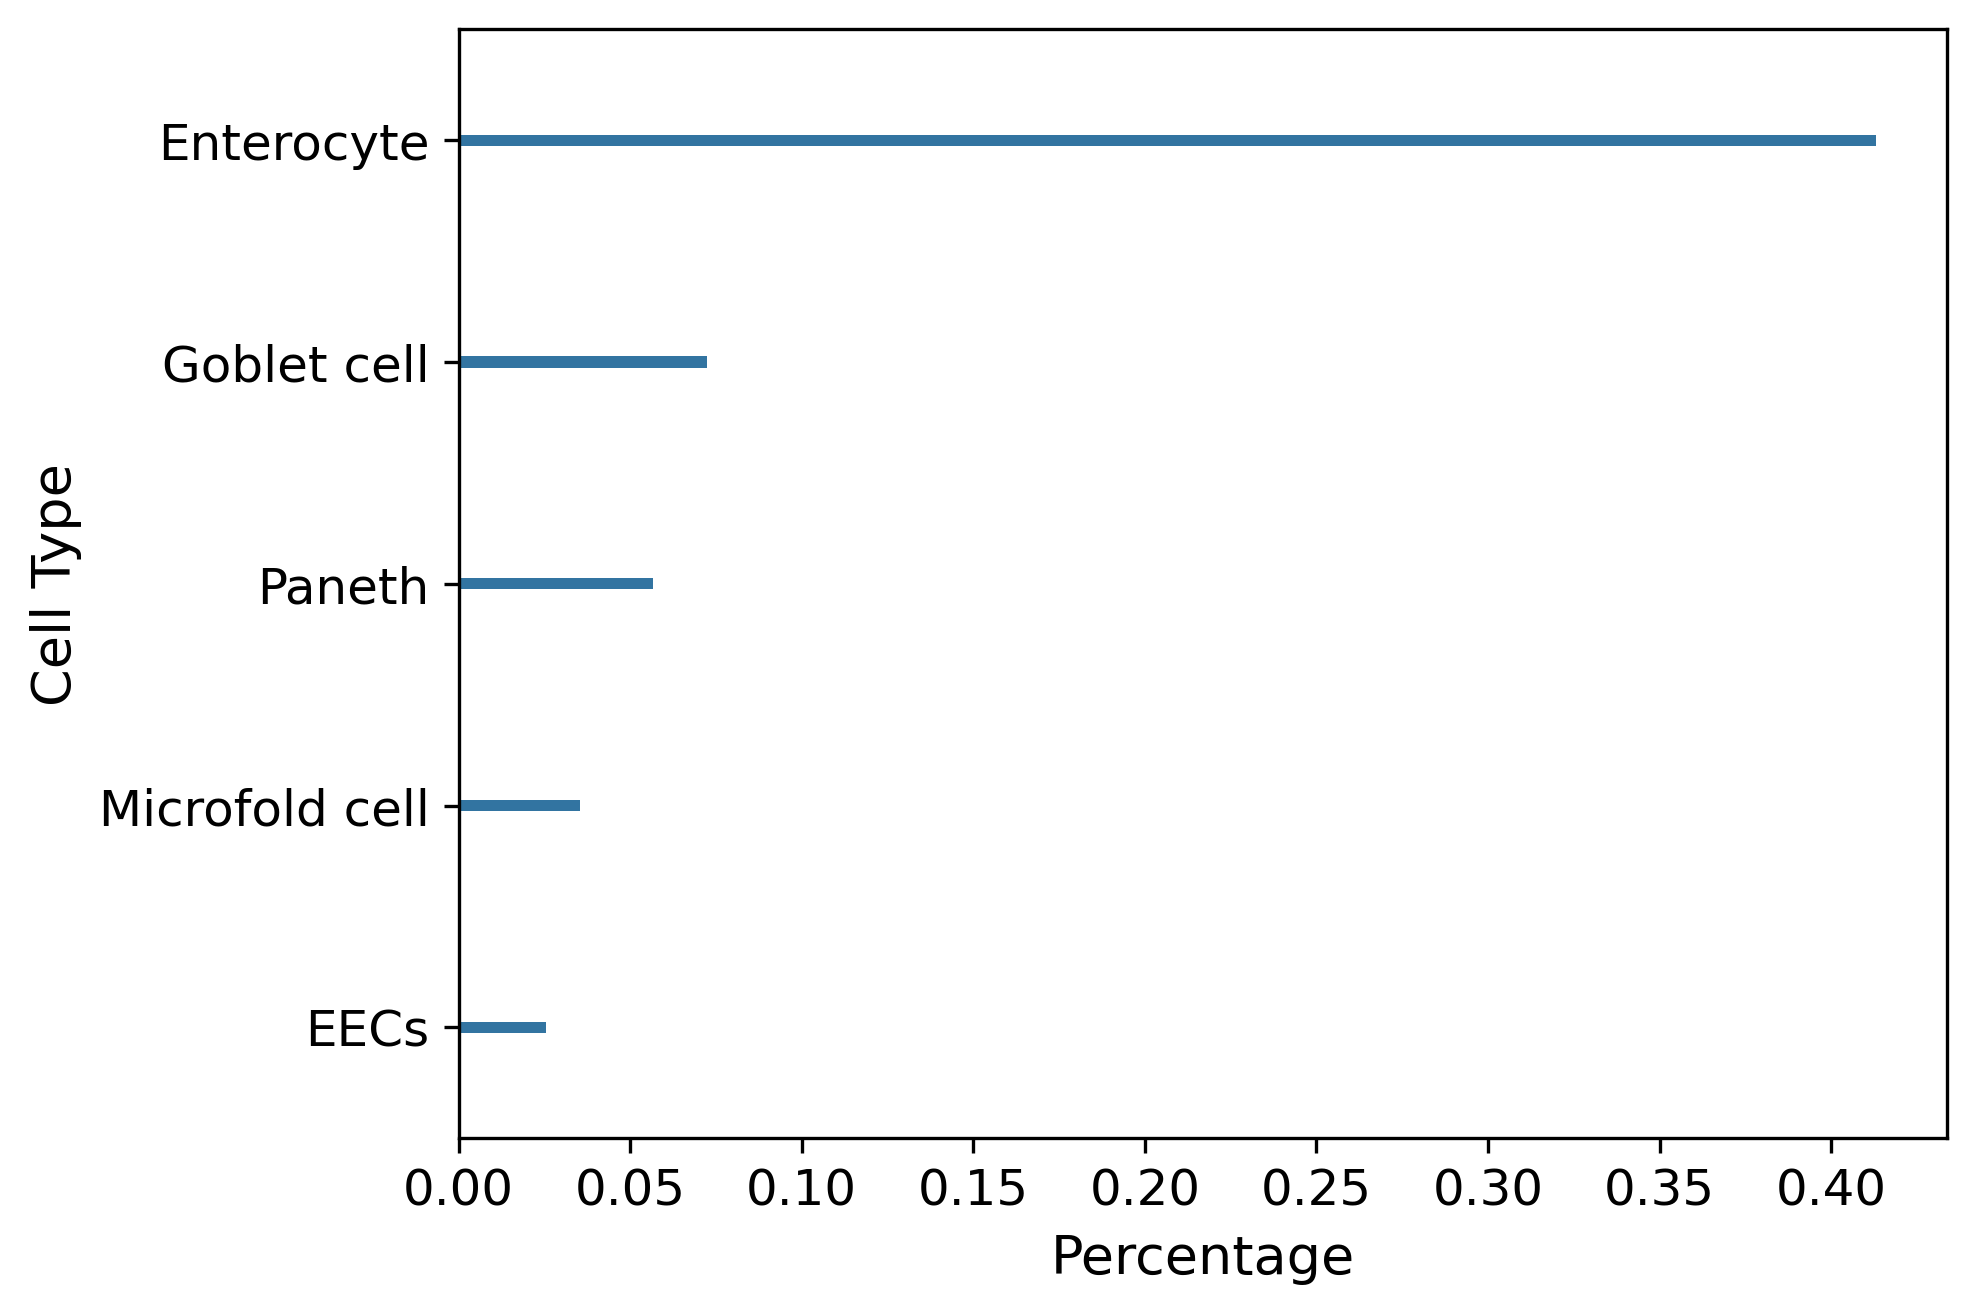 Enterocyte
Goblet cell
Paneth
Microfold cell
EECs
Cell Type
0.00 0.05 0.10 0.15 0.20 0.25 0.30 0.35 0.40
Percentage